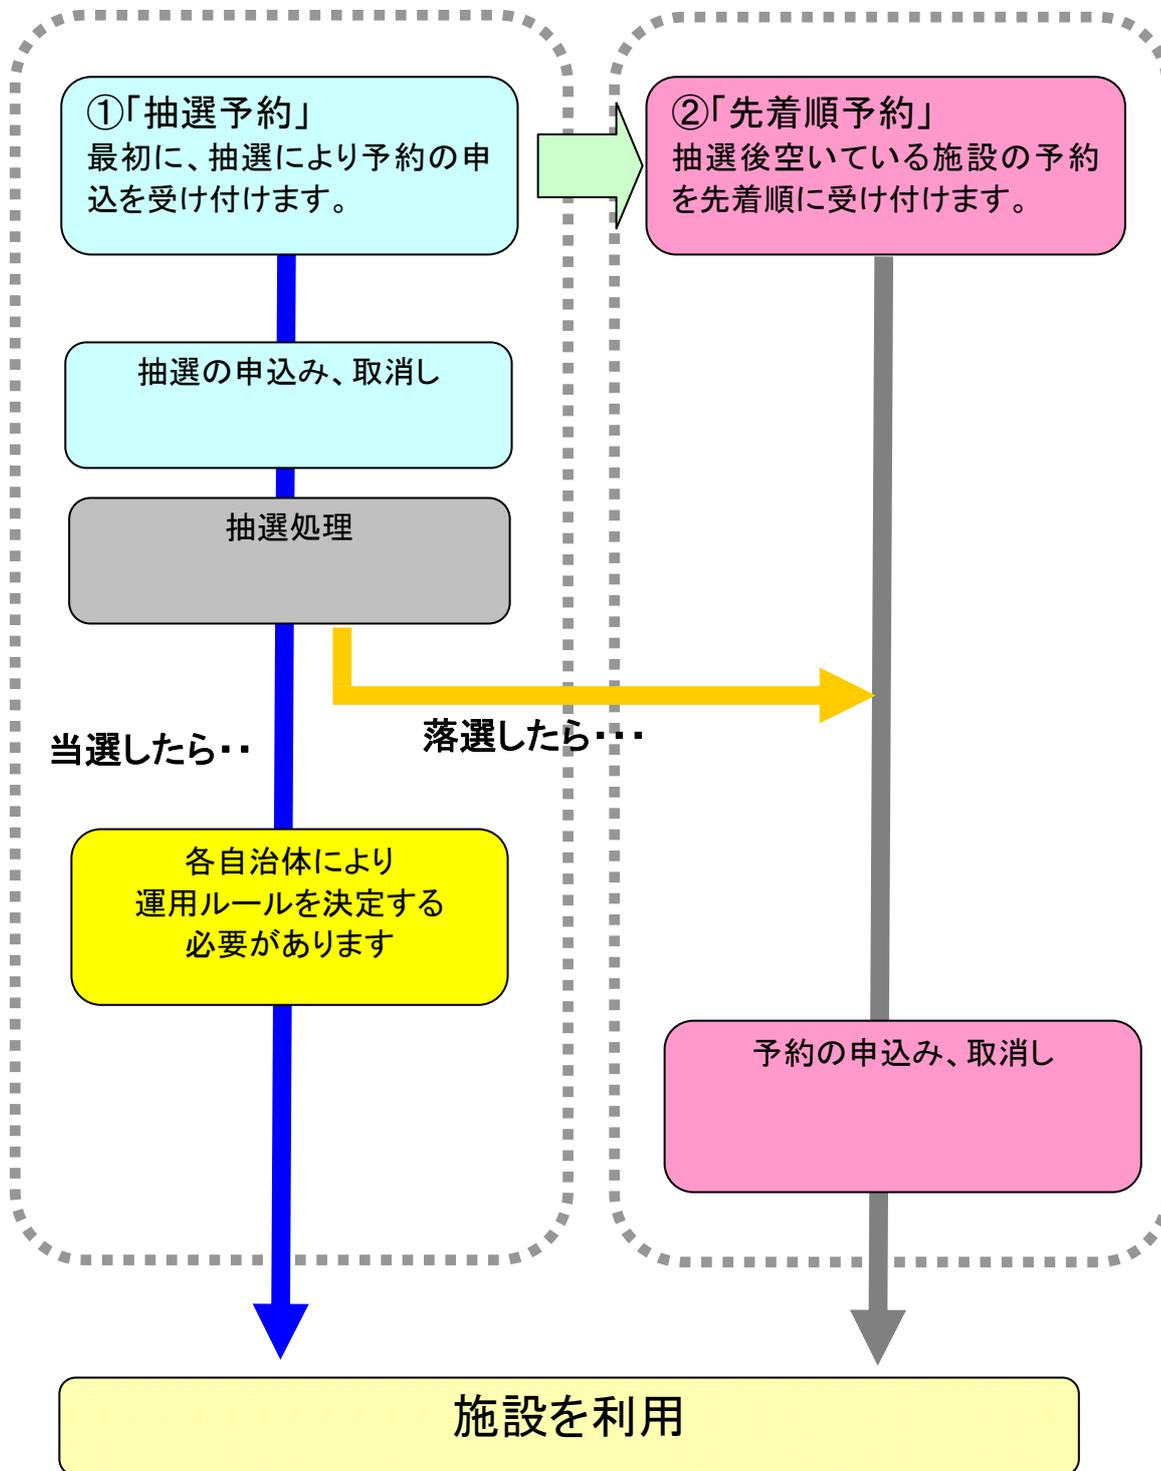 ①「抽選予約」
最初に、抽選により予約の申
込を受け付けます。
②「先着順予約」
抽選後空いている施設の予約
を先着順に受け付けます。
抽選の申込み、取消し
抽選処理
落選したら・・・
当選したら・・
各自治体により
運用ルールを決定する
必要があります
予約の申込み、取消し
施設を利用